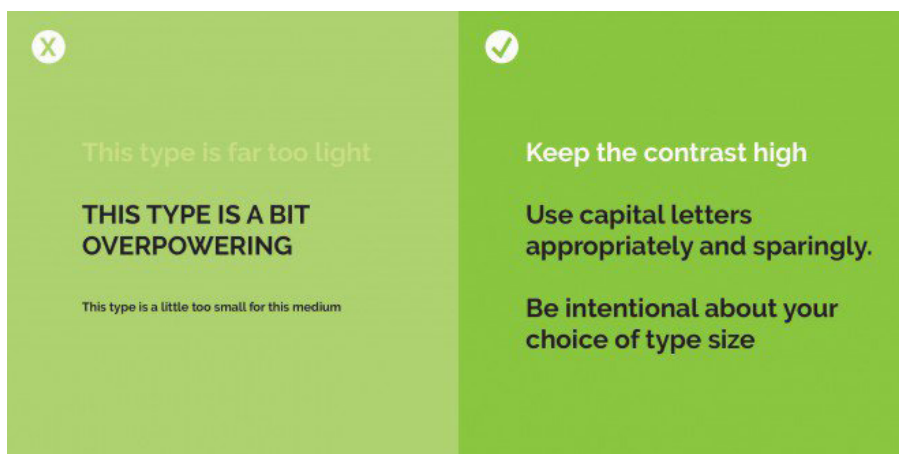 X
This type is far too light
THIS TYPE IS A BIT
OVERPOWERING
This type is a little too small for this medium
Keep the contrast high
Use capital letters
appropriately and sparingly.
Be intentional about your
choice of type size